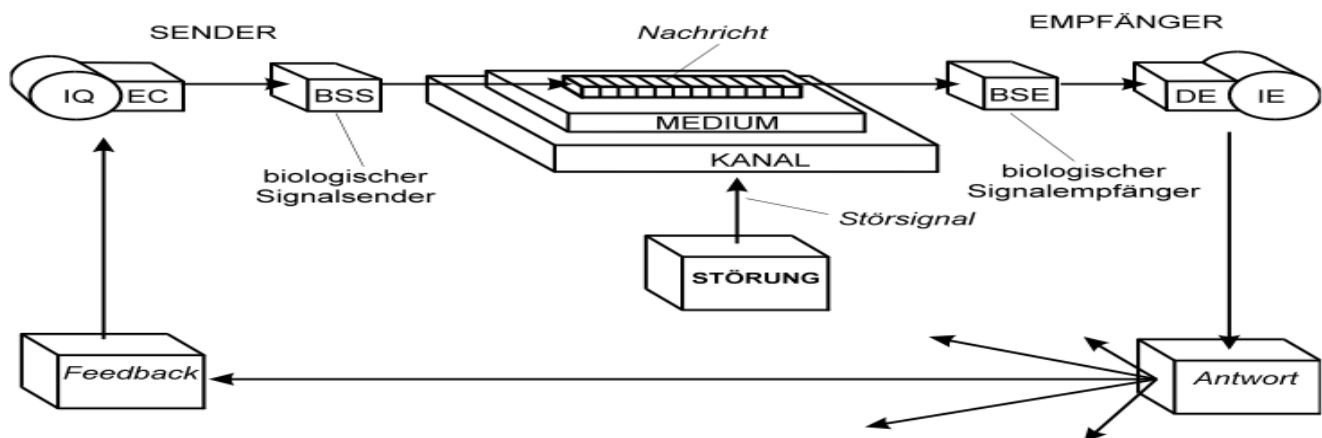 SENDER
EMPFÄNGER
Nachricht
IQ
EC
BSS
BSE
DE
IE
MEDIUM
KANAL
biologischer
Signalsender
biologischer
Signalempfänger
Störsignal
STÖRUNG
Feedback
Antwort